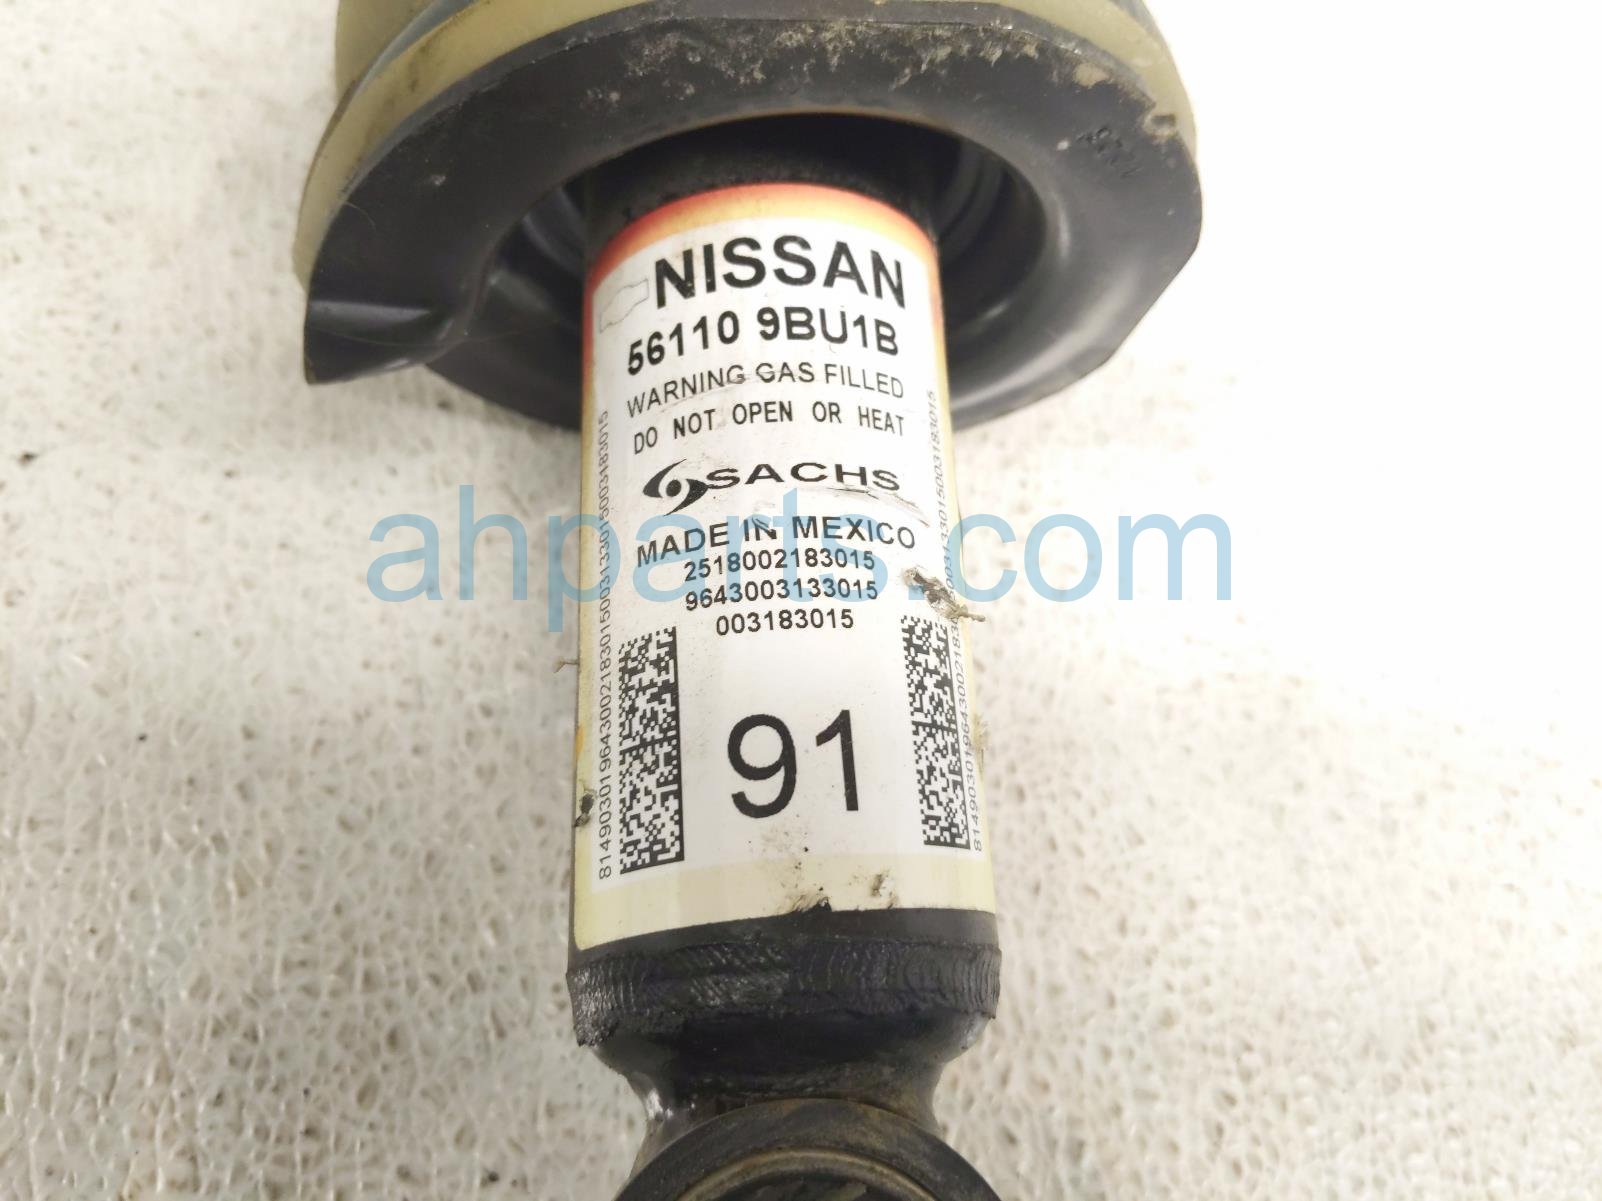 NISSAN
56110 9BU1B
WARNING GAS FILLED
DO NOT OPEN OR HEAT
SACHS
MADE IN MEXICO
2518002183015
9643003133015
003183015
91
814903019643002183015003133015003183015
ahparts.com